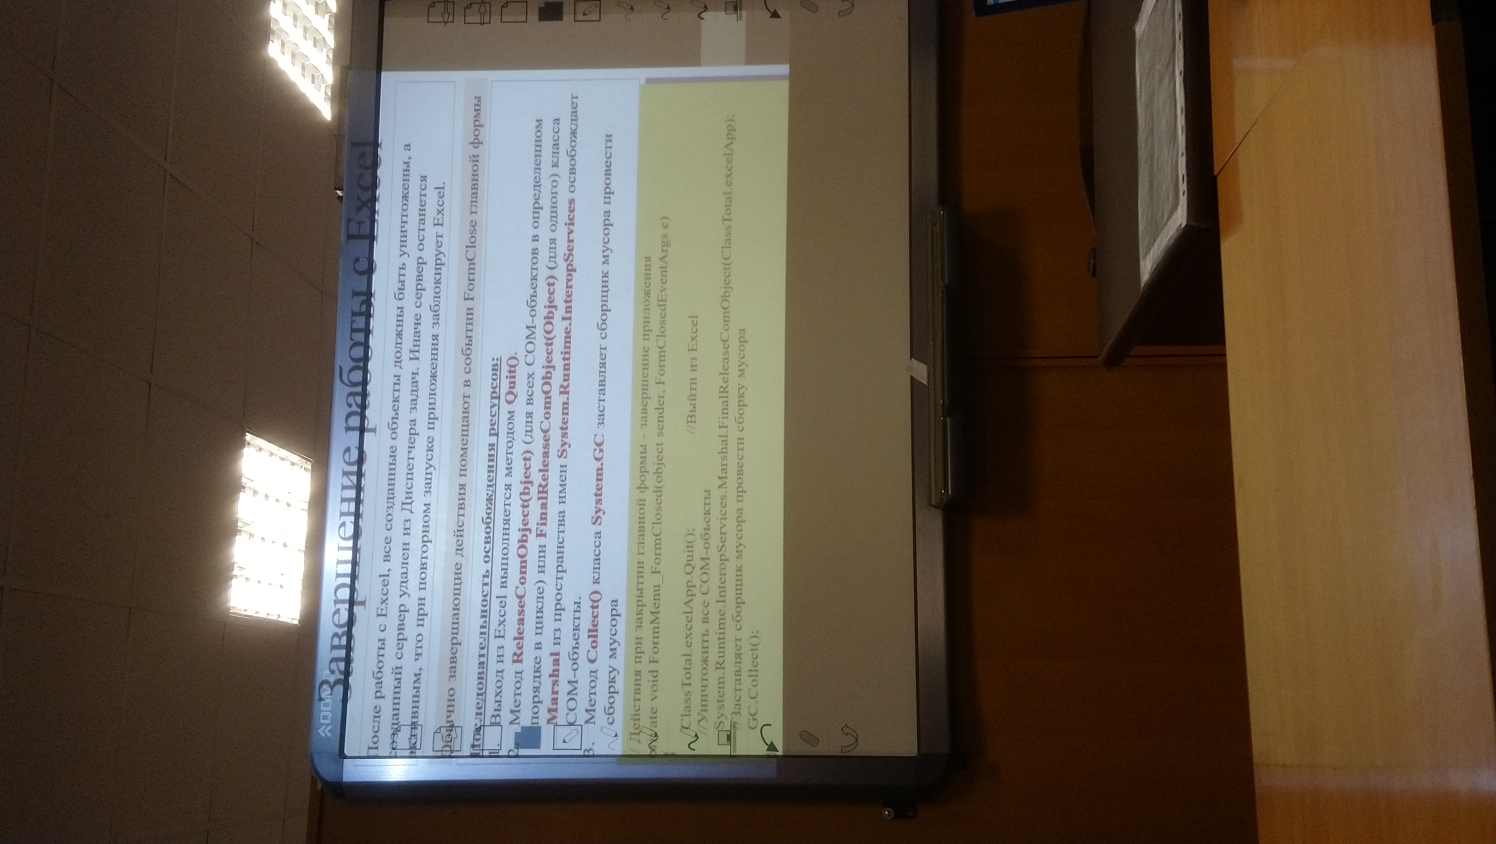 Завершение работы с Excel
После работы с Excel, все созданные объекты должны быть уничтожены, а
созданный сервер удален из Диспетчера задач. Иначе сервер останется
активным, что при повторном запуске приложения заблокирует Excel.
Обычно завершающие действия помещают в событии FormClose главной формы
Последовательность освобождения ресурсов:
1. Выход из Excel выполняется методом Quit().
2. Метод ReleaseComObject(bject) (для всех COM-объектов в определенном
порядке в цикле) или FinalReleaseComObject(Object) (для одного) класса
Marshal из пространства имен System.Runtime.InteropServices освобождает
COM-объекты.
3. Метод Collect() класса System.GC заставляет сборщик мусора провести
сборку мусора
/ Действия при закрытии главной формы - завершение приложения
private void FormMenu_FormClosed(object sender, FormClosedEventArgs e)
ClassTotal.excelApp.Quit(); //Выйти из Excel
//Уничтожить все COM-объекты
System.Runtime.InteropServices.Marshal.FinalReleaseComObject(ClassTotal.excelApp);
Заставляет сборщик мусора провести сборку мусора
GC.Collect();